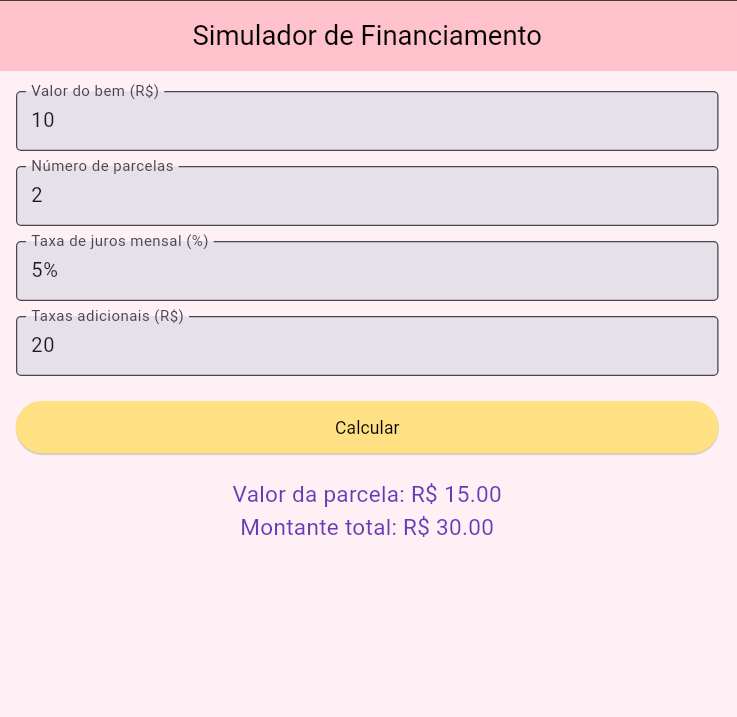 Simulador de Financiamento
Valor do bem (R$)
10
Número de parcelas
2
Taxa de juros mensal (%)
5%
Taxas adicionais (R$)
20
Calcular
Valor da parcela: R$ 15.00
Montante total: R$ 30.00